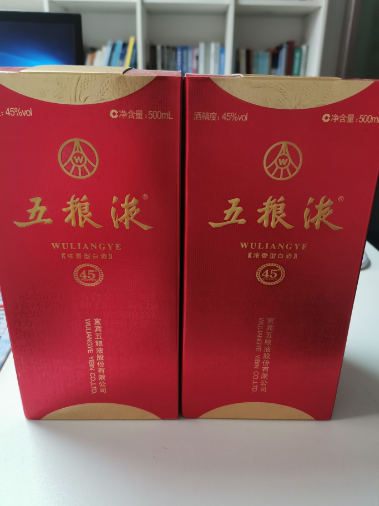 : 45%vol
净含量: 500mL
W
五粮液®
WULIANGYE
【浓香型白酒】
45°
宜宾五粮液股份有限公司
WULIANGYE YIBIN CO.,LTD.
酒精度: 45%vol
净含量: 500m
W
五粮液®
WULIANGYE
【浓香型白酒】
45°
宜宾五粮液股份有限公司
WULIANGYE YIBIN CO.,LTD.